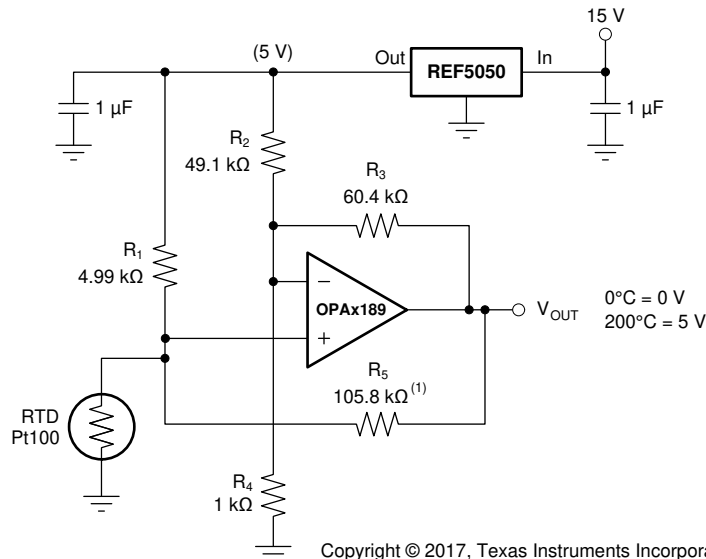 15 V
(5 V)
Out
REF5050
In
1 µF
1 µF
R2
49.1 kΩ
R3
60.4 kΩ
R1
4.99 kΩ
OPAx189
−
+
VOUT
0°C = 0 V
200°C = 5 V
R5
105.8 kΩ(1)
RTD
Pt100
R4
1 kΩ
Copyright © 2017, Texas Instruments Incorpora